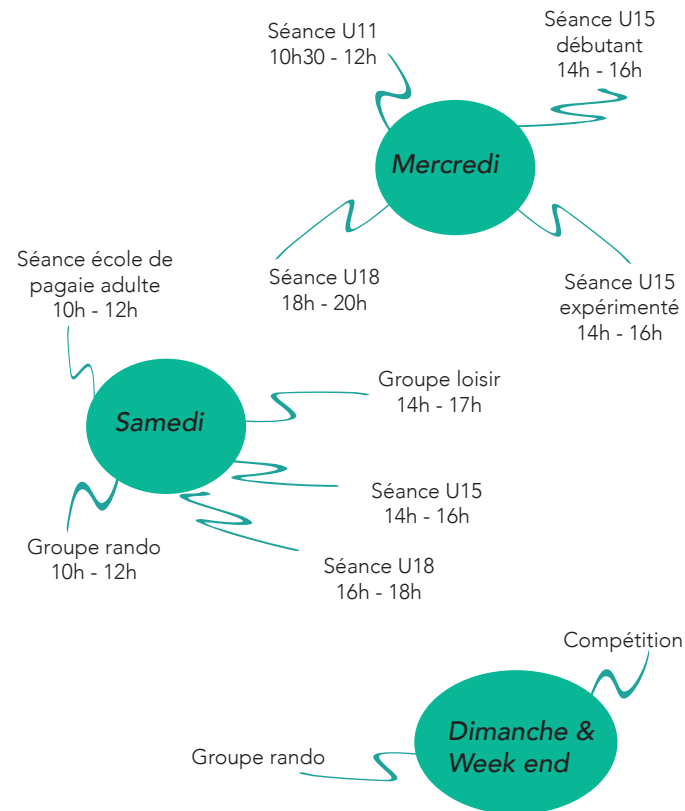 Séance U11
10h30 - 12h
Séance U15
débutant
14h - 16h
Mercredi
Séance U18
18h - 20h
Séance U15
expérimenté
14h - 16h
Séance école de
pagaie adulte
10h - 12h
Samedi
Groupe loisir
14h - 17h
Séance U15
14h - 16h
Séance U18
16h - 18h
Groupe rando
10h - 12h
Compétition
Dimanche &
Week end
Groupe rando